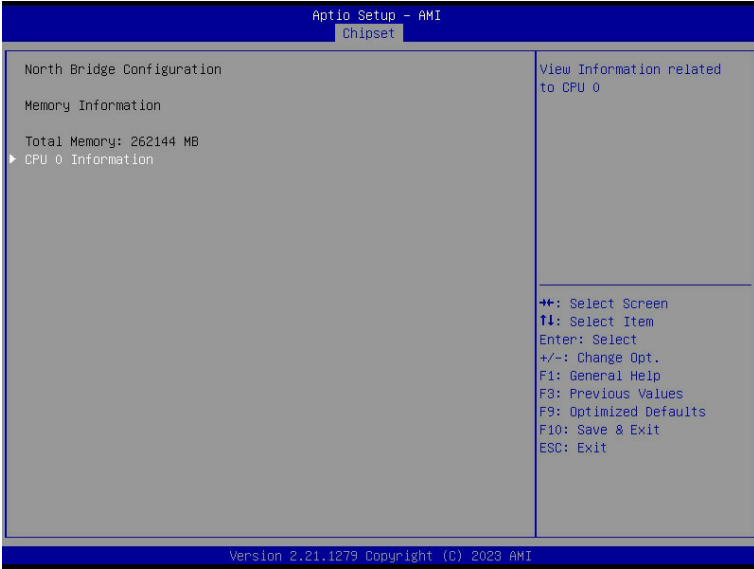 Aptio Setup – AMI
Chipset
North Bridge Configuration
Memory Information
Total Memory: 262144 MB
▶ CPU 0 Information
View Information related
to CPU 0
→←: Select Screen
↑↓: Select Item
Enter: Select
+/-: Change Opt.
F1: General Help
F3: Previous Values
F9: Optimized Defaults
F10: Save & Exit
ESC: Exit
Version 2.21.1279 Copyright (C) 2023 AMI